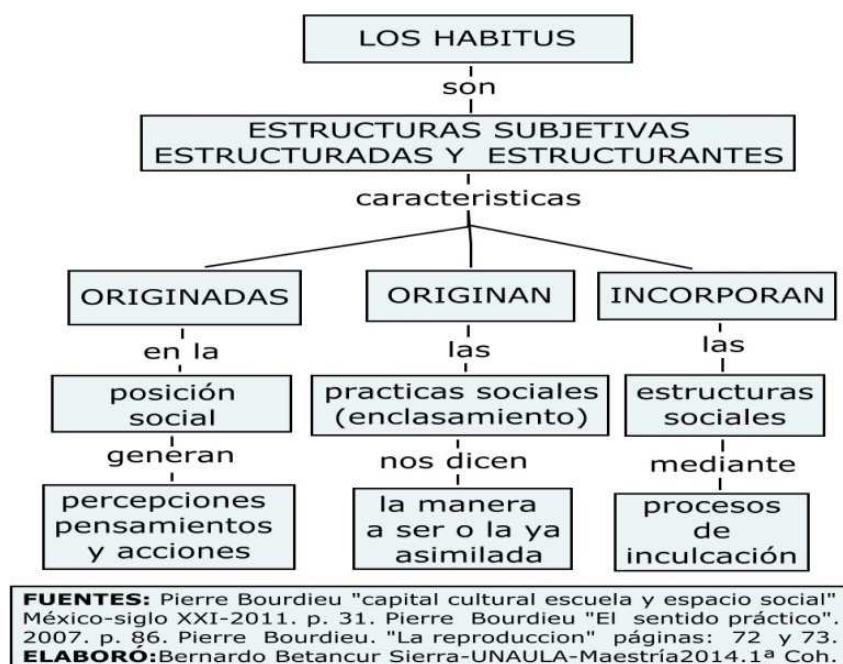 LOS HABITUS
son
ESTRUCTURAS SUBJETIVAS
ESTRUCTURADAS Y ESTRUCTURANTES
caracteristicas
ORIGINADAS
ORIGINAN
INCORPORAN
en la
las
las
posición
social
practicas sociales
(enclasamiento)
estructuras
sociales
generan
nos dicen
mediante
percepciones
pensamientos
y acciones
la manera
a ser o la ya
asimilada
procesos
de
inculcación
FUENTES: Pierre Bourdieu "capital cultural escuela y espacio social"
México-siglo XXI-2011. p. 31. Pierre Bourdieu "El sentido práctico".
2007. p. 86. Pierre Bourdieu. "La reproduccion" páginas: 72 y 73.
ELABORÓ:Bernardo Betancur Sierra-UNAULA-Maestría2014.1ª Coh.